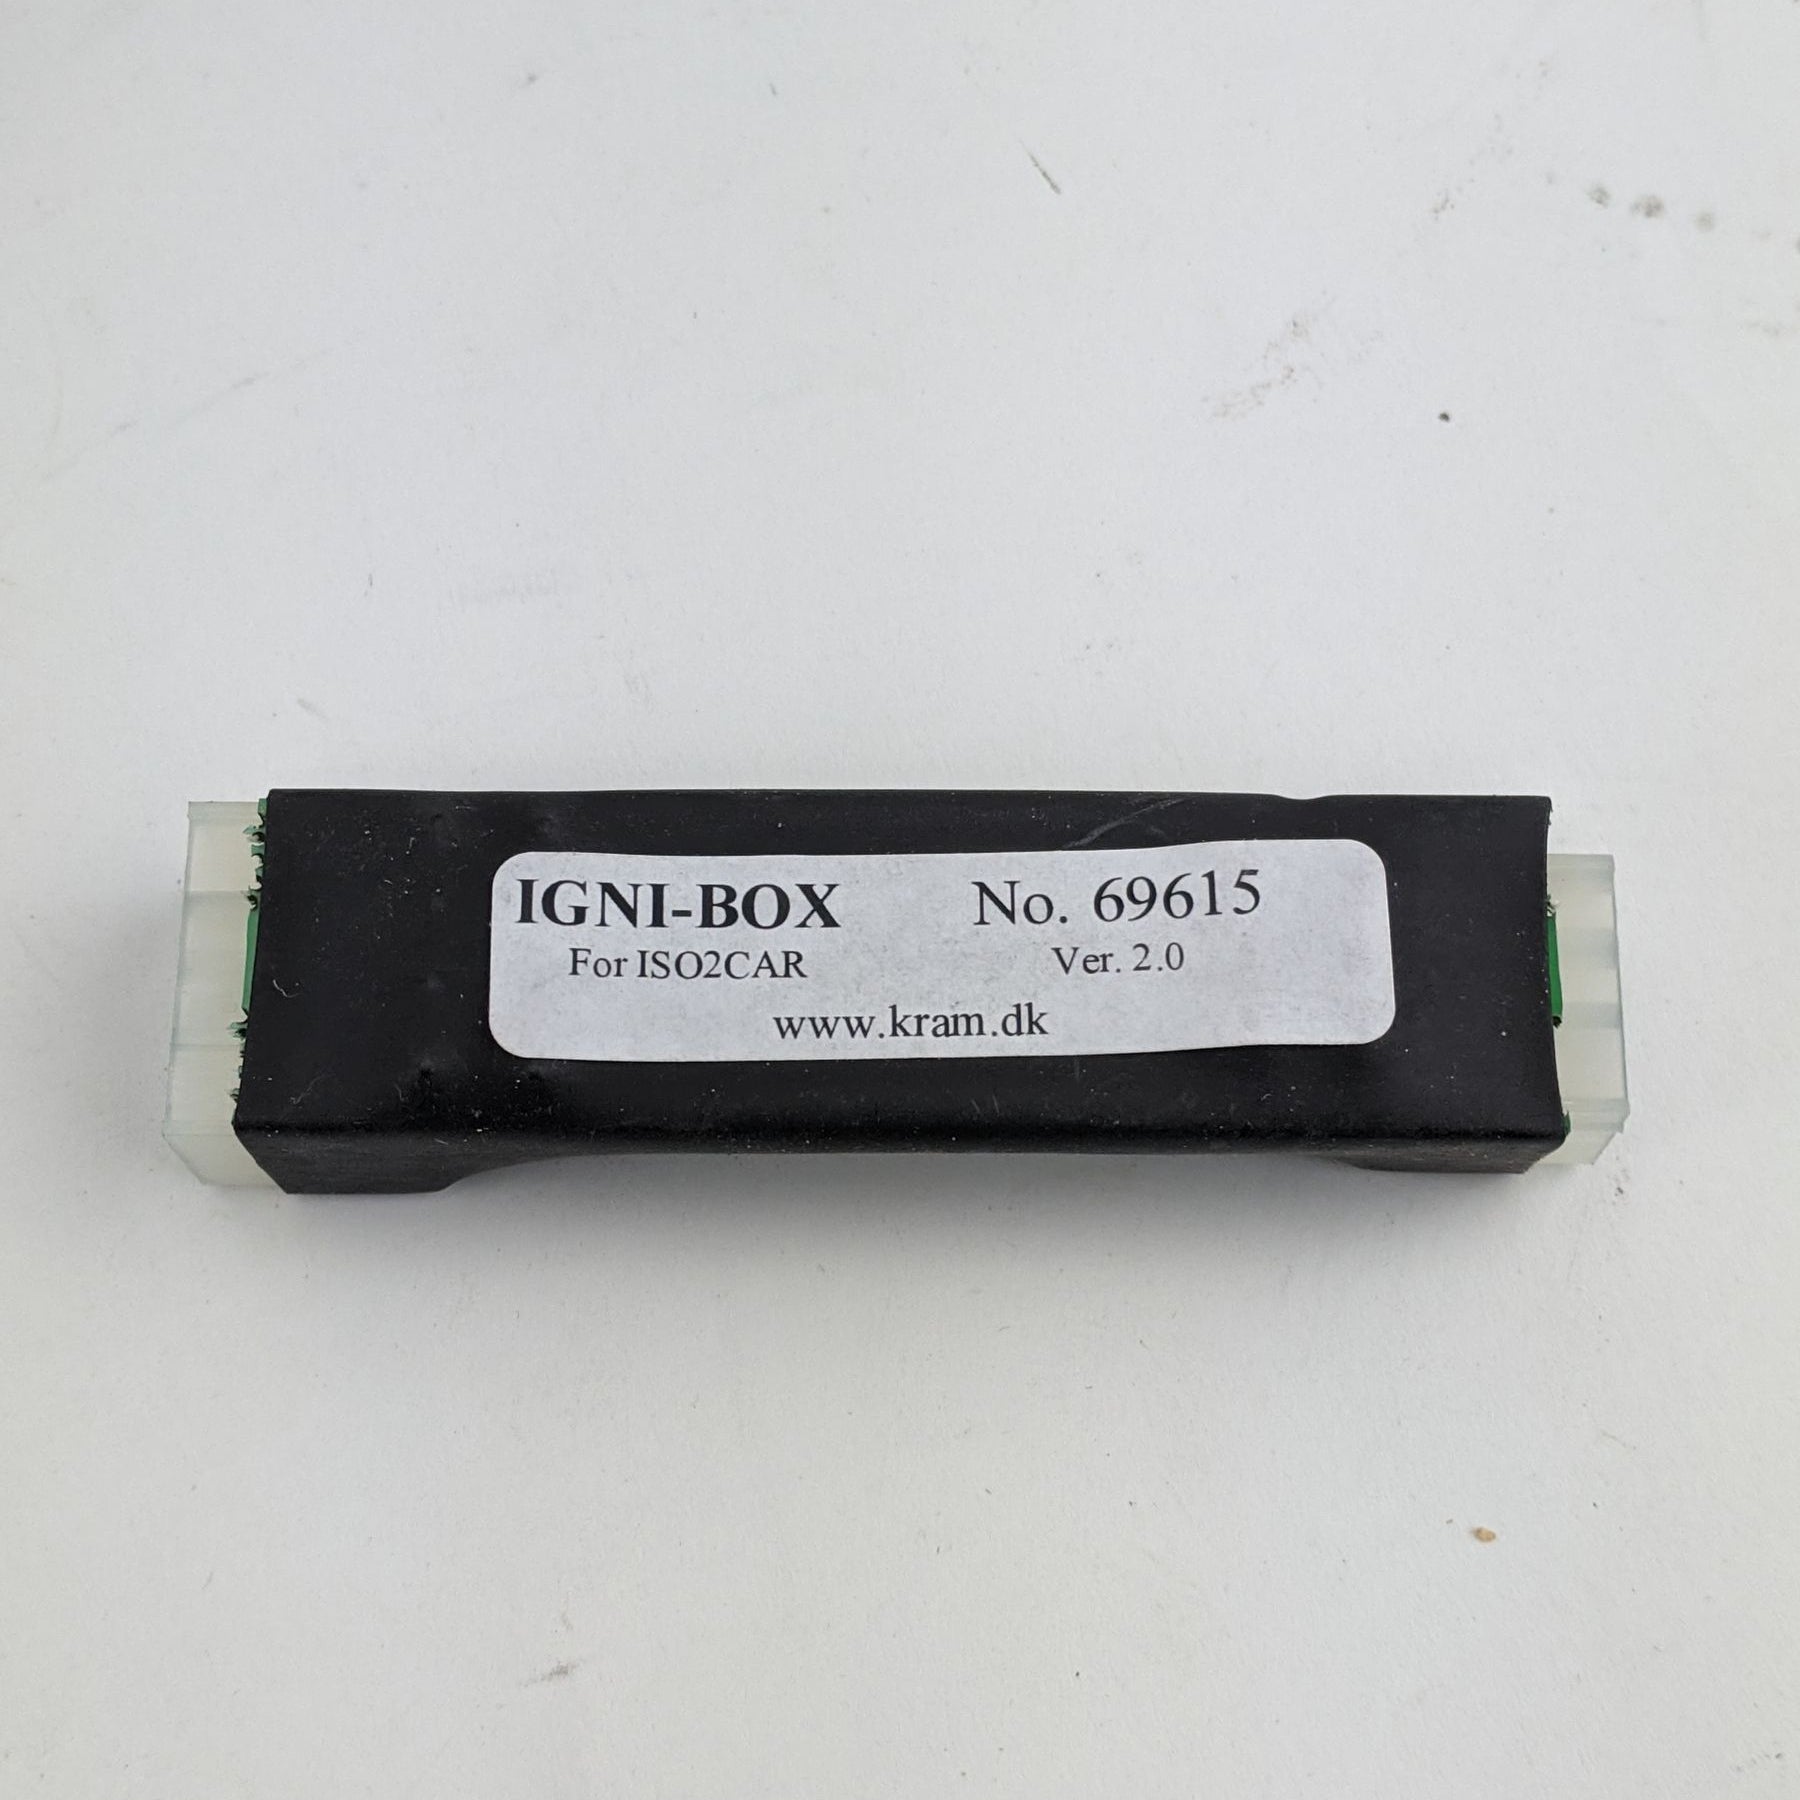 IGNI-BOX No. 69615
For ISO2CAR Ver. 2.0
www.kram.dk